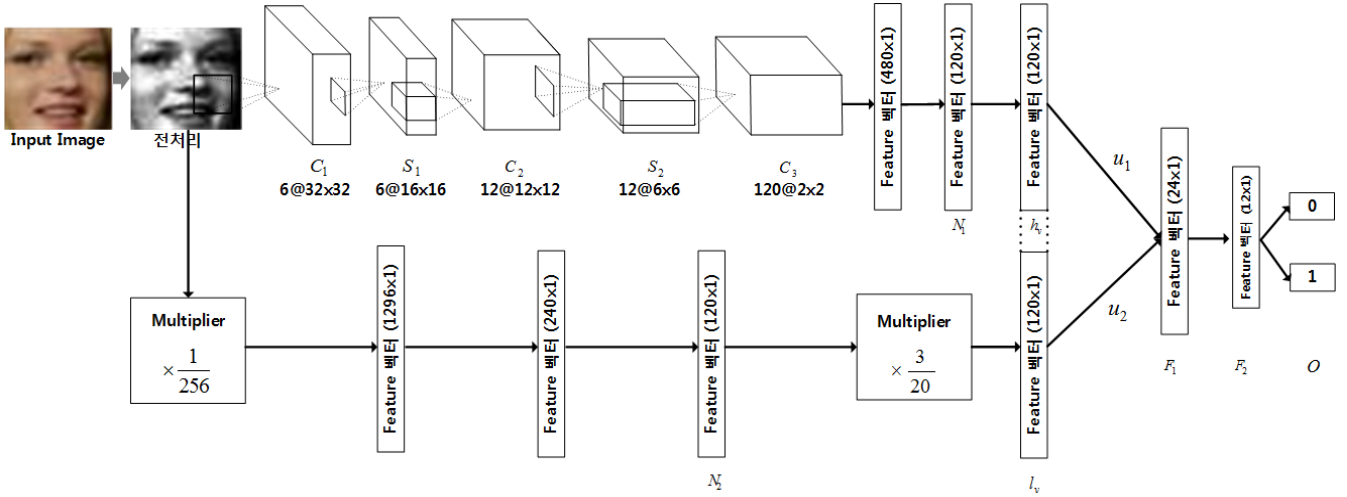 Input Image
전처리
C₁
6@32x32
S₁
6@16x16
C₂
12@12x12
S₂
12@6x6
C₃
120@2x2
Feature 벡터 (480x1)
Feature 벡터 (120x1)
N₁
Feature 벡터 (120x1)
hᵥ
u₁
u₂
Feature 벡터 (24x1)
F₁
Feature 벡터 (12x1)
F₂
0
1
O
Multiplier
× 1/256
Feature 벡터 (1296x1)
Feature 벡터 (240x1)
Feature 벡터 (120x1)
N₂
Multiplier
× 3/20
Feature 벡터 (120x1)
lᵥ